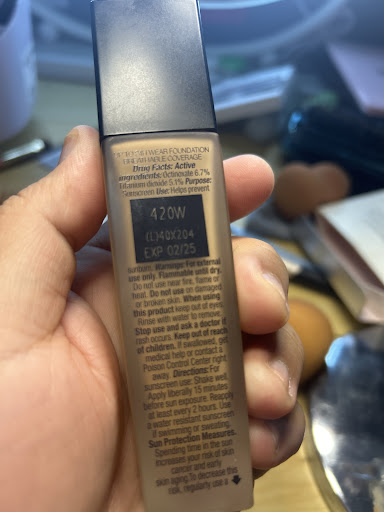 WEAR FOUNDATION
BREATHABLE COVERAGE
Drug Facts: Active
Ingredients: Octinoxate 6.7%
Titanium dioxide 5.1% Purpose:
Sunscreen Use: Helps prevent
420W
(L)40X204
EXP 02/25
sunburn. Warnings: For external
use only. Flammable until dry.
Do not use near fire, flame or
heat. Do not use on damaged
or broken skin. When using
this product keep out of eyes.
Rinse with water to remove.
Stop use and ask a doctor if
rash occurs. Keep out of reach
of children. If swallowed, get
medical help or contact a
Poison Control Center right
away. Directions: For
sunscreen use: Shake well.
Apply liberally 15 minutes
before sun exposure. Reapply
at least every 2 hours. Use
a water resistant sunscreen
if swimming or sweating.
Sun Protection Measures.
Spending time in the sun
increases your risk of skin
cancer and early
skin aging. To decrease this
risk, regularly use a